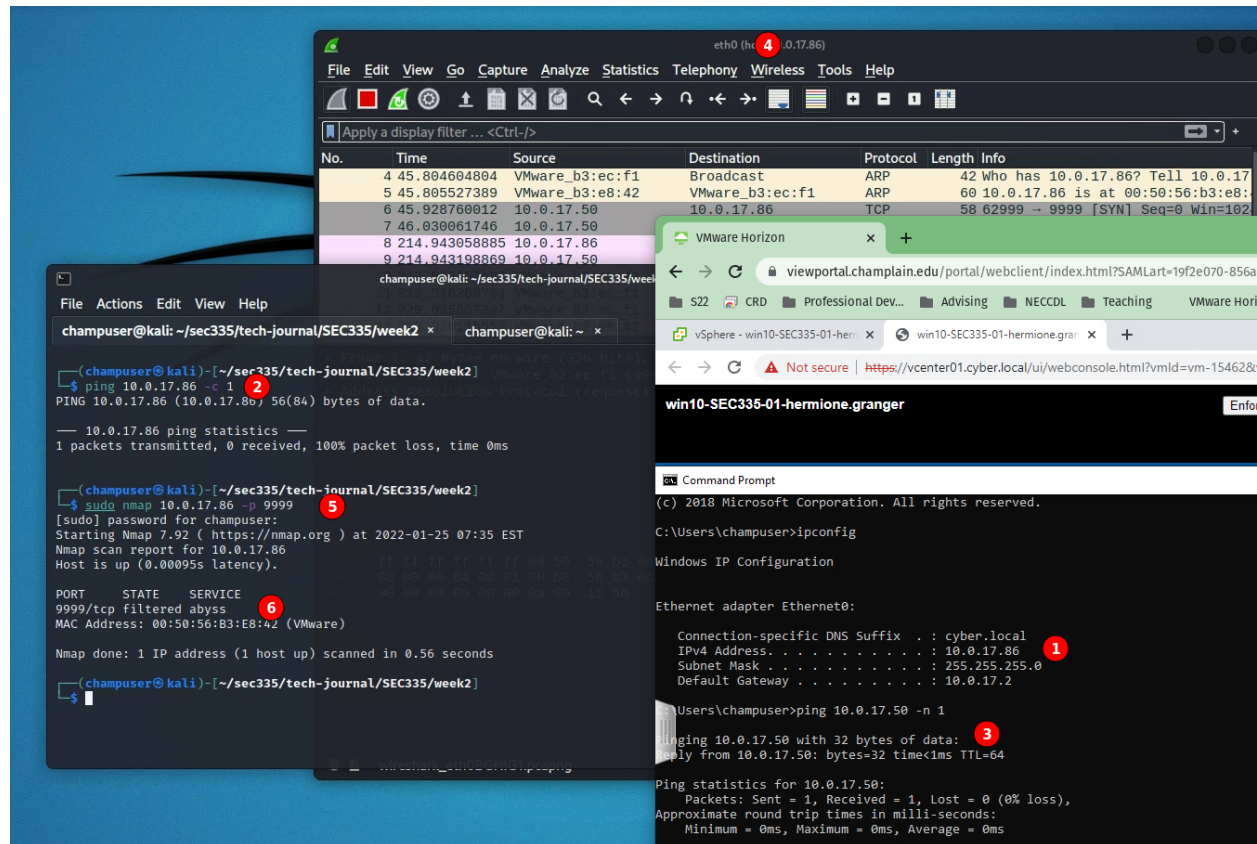 eth0 (ho 4 0.0.17.86)
File Edit View Go Capture Analyze Statistics Telephony Wireless Tools Help
Apply a display filter ... <Ctrl-/>
No. Time Source Destination Protocol Length Info
4 45.804604804 VMware_b3:ec:f1 Broadcast ARP 42 Who has 10.0.17.86? Tell 10.0.17
5 45.805527389 VMware_b3:e8:42 VMware_b3:ec:f1 ARP 60 10.0.17.86 is at 00:50:56:b3:e8:
6 45.928760012 10.0.17.50 10.0.17.86 TCP 58 62999 → 9999 [SYN] Seq=0 Win=102
7 46.030061746 10.0.17.50
8 214.943058885 10.0.17.86
9 214.943198869 10.0.17.50
champuser@kali: ~/sec335/tech-journal/SEC335/week
File Actions Edit View Help
champuser@kali: ~/sec335/tech-journal/SEC335/week2 × champuser@kali: ~ ×
┌──(champuser㉿kali)-[~/sec335/tech-journal/SEC335/week2]
└─$ ping 10.0.17.86 -c 1
2
PING 10.0.17.86 (10.0.17.86) 56(84) bytes of data.
── 10.0.17.86 ping statistics ──
1 packets transmitted, 0 received, 100% packet loss, time 0ms
┌──(champuser㉿kali)-[~/sec335/tech-journal/SEC335/week2]
└─$ sudo nmap 10.0.17.86 -p 9999
5
[sudo] password for champuser:
Starting Nmap 7.92 ( https://nmap.org ) at 2022-01-25 07:35 EST
Nmap scan report for 10.0.17.86
Host is up (0.00095s latency).
PORT STATE SERVICE
9999/tcp filtered abyss
6
MAC Address: 00:50:56:B3:E8:42 (VMware)
Nmap done: 1 IP address (1 host up) scanned in 0.56 seconds
┌──(champuser㉿kali)-[~/sec335/tech-journal/SEC335/week2]
└─$
VMware Horizon × +
viewportal.champlain.edu/portal/webclient/index.html?SAMLart=19f2e070-856a
S22 CRD Professional Dev... Advising NECCDL Teaching VMware Hori
vSphere - win10-SEC335-01-herm × win10-SEC335-01-hermione.gran × +
Not secure | https://vcenter01.cyber.local/ui/webconsole.html?vmId=vm-15462&
win10-SEC335-01-hermione.granger
Enfo
Command Prompt
(c) 2018 Microsoft Corporation. All rights reserved.
C:\Users\champuser>ipconfig
Windows IP Configuration
Ethernet adapter Ethernet0:
Connection-specific DNS Suffix . : cyber.local
IPv4 Address. . . . . . . . . . . : 10.0.17.86
1
Subnet Mask . . . . . . . . . . . : 255.255.255.0
Default Gateway . . . . . . . . . : 10.0.17.2
\Users\champuser>ping 10.0.17.50 -n 1
3
inging 10.0.17.50 with 32 bytes of data:
eply from 10.0.17.50: bytes=32 time<1ms TTL=64
Ping statistics for 10.0.17.50:
Packets: Sent = 1, Received = 1, Lost = 0 (0% loss),
Approximate round trip times in milli-seconds:
Minimum = 0ms, Maximum = 0ms, Average = 0ms